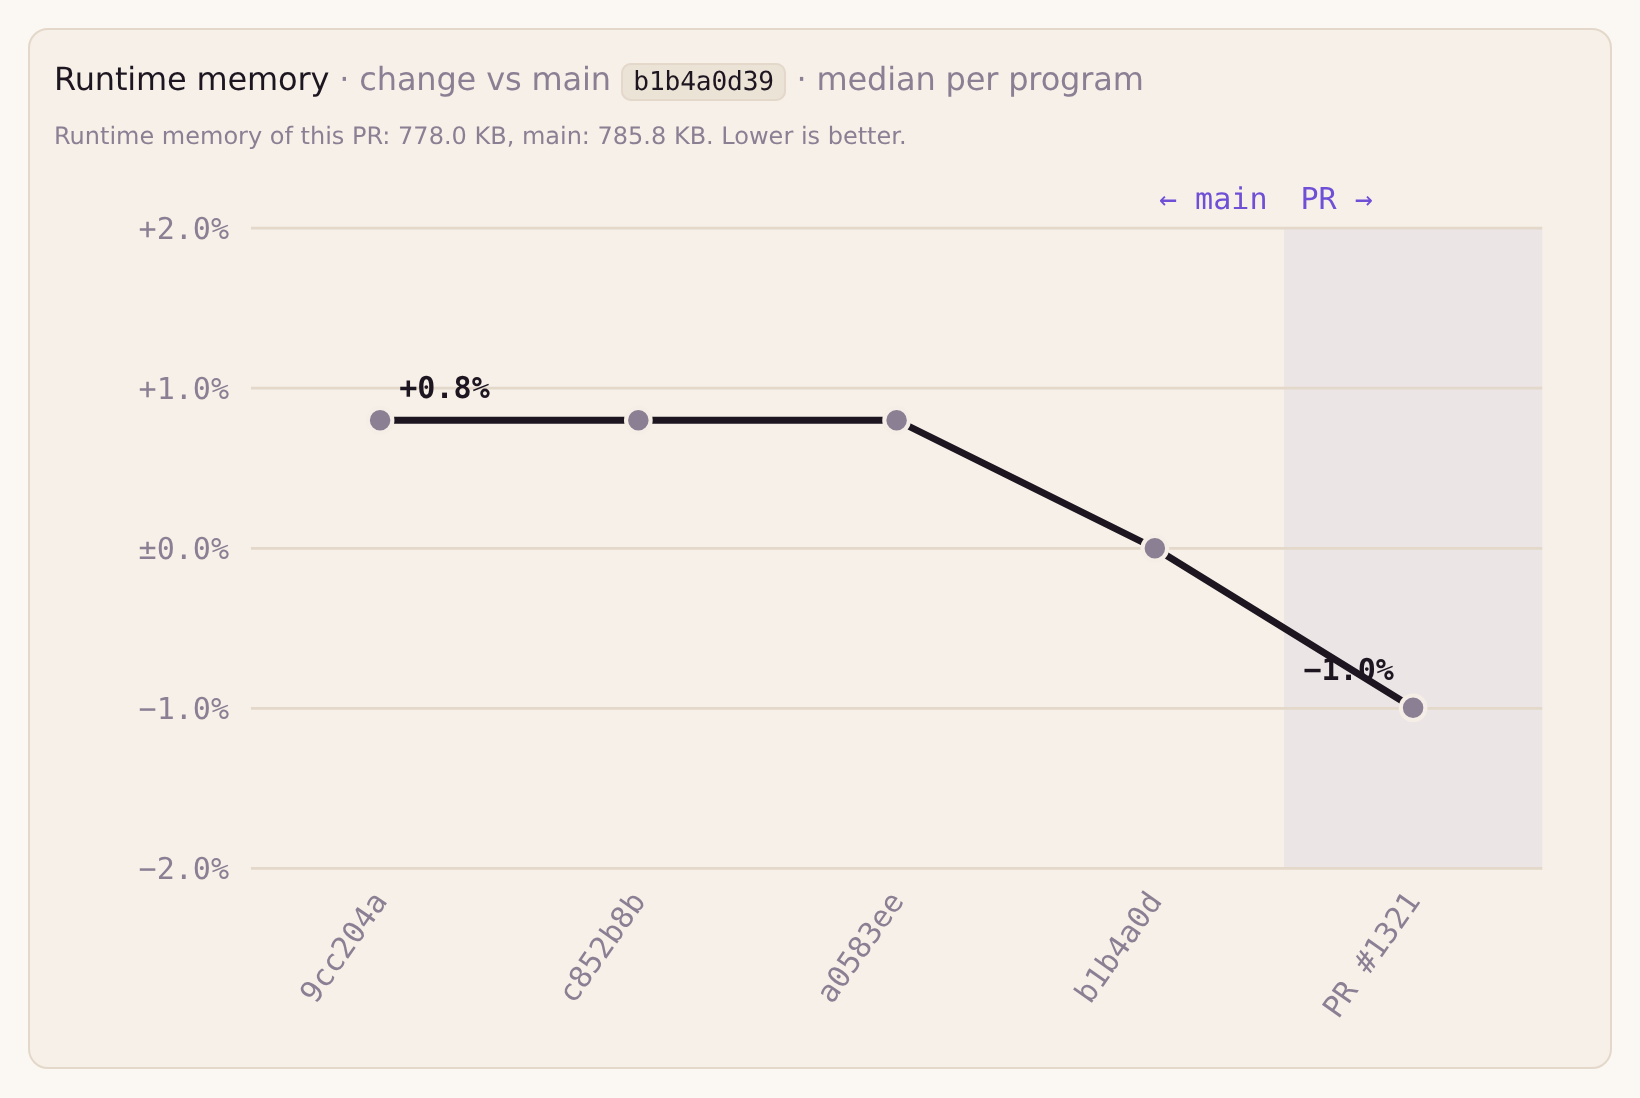 Runtime memory · change vs main b1b4a0d39 · median per program
Runtime memory of this PR: 778.0 KB, main: 785.8 KB. Lower is better.
← main PR →
+2.0%
+1.0%
+0.8%
±0.0%
−1.0%
−1.0%
−2.0%
9cc204a
c852b8b
a0583ee
b1b4a0d
PR #1321